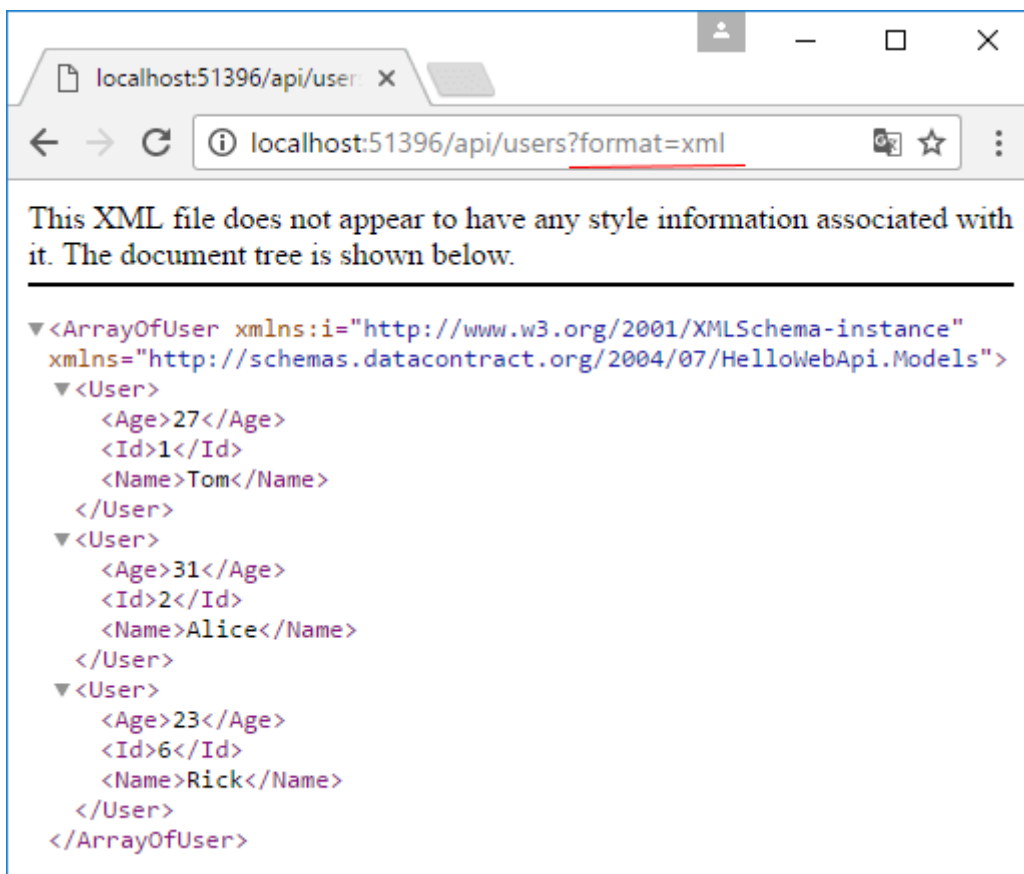 localhost:51396/api/user
localhost:51396/api/users?format=xml
This XML file does not appear to have any style information associated with
it. The document tree is shown below.
▼<ArrayOfUser xmlns:i="http://www.w3.org/2001/XMLSchema-instance"
xmlns="http://schemas.datacontract.org/2004/07/HelloWebApi.Models">
▼<User>
<Age>27</Age>
<Id>1</Id>
<Name>Tom</Name>
</User>
▼<User>
<Age>31</Age>
<Id>2</Id>
<Name>Alice</Name>
</User>
▼<User>
<Age>23</Age>
<Id>6</Id>
<Name>Rick</Name>
</User>
</ArrayOfUser>